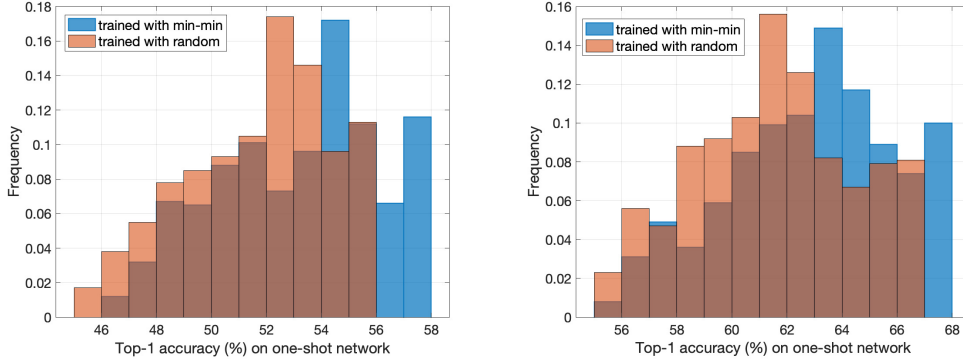 0.18
0.16
0.14
0.12
0.1
0.08
0.06
0.04
0.02
0
Frequency
trained with min-min
trained with random
46 48 50 52 54 56 58
Top-1 accuracy (%) on one-shot network
0.16
0.14
0.12
0.1
0.08
0.06
0.04
0.02
0
Frequency
trained with min-min
trained with random
56 58 60 62 64 66 68
Top-1 accuracy (%) on one-shot network